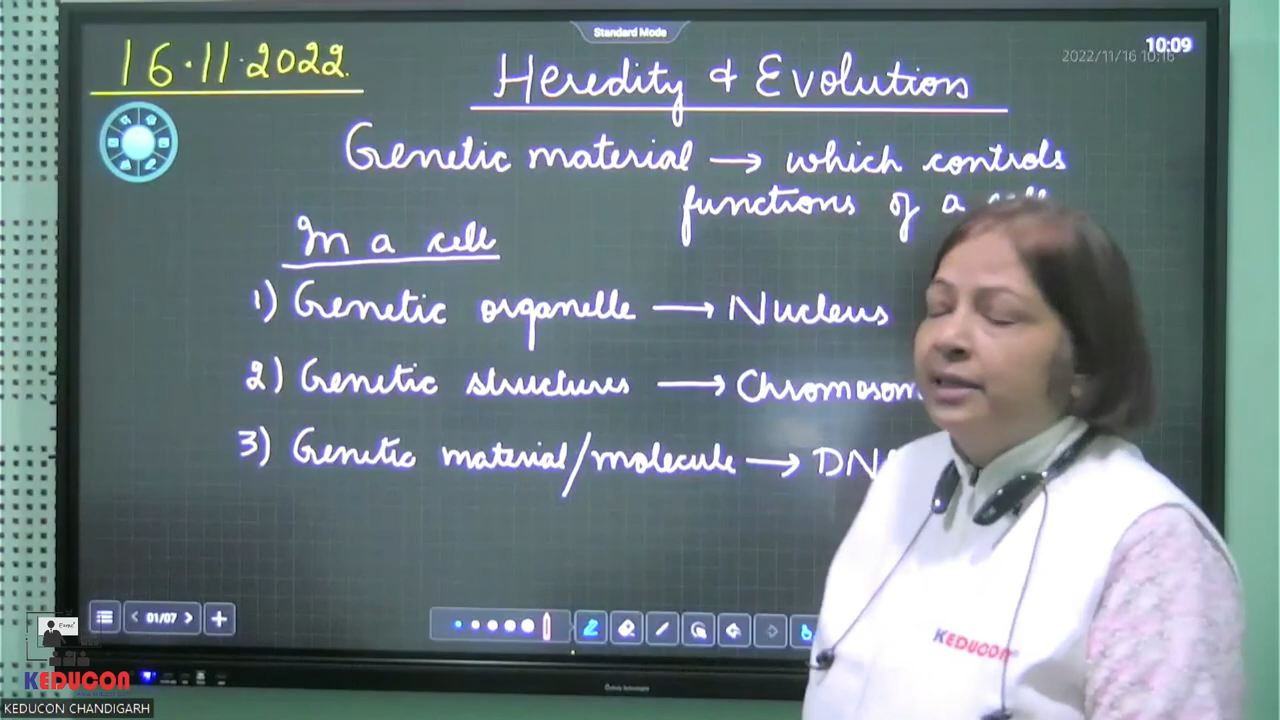 Standard Mode
16.11.2022.
10:09
2022/11/16 10:16
Heredity & Evolution
Genetic material → which controls
functions of a cell
In a cell
1) Genetic organelle → Nucleus
2) Genetic structures → Chromosom
3) Genetic material/molecule → DN
01/07
KEDUCON
KEDUCON
KEDUCON CHANDIGARH